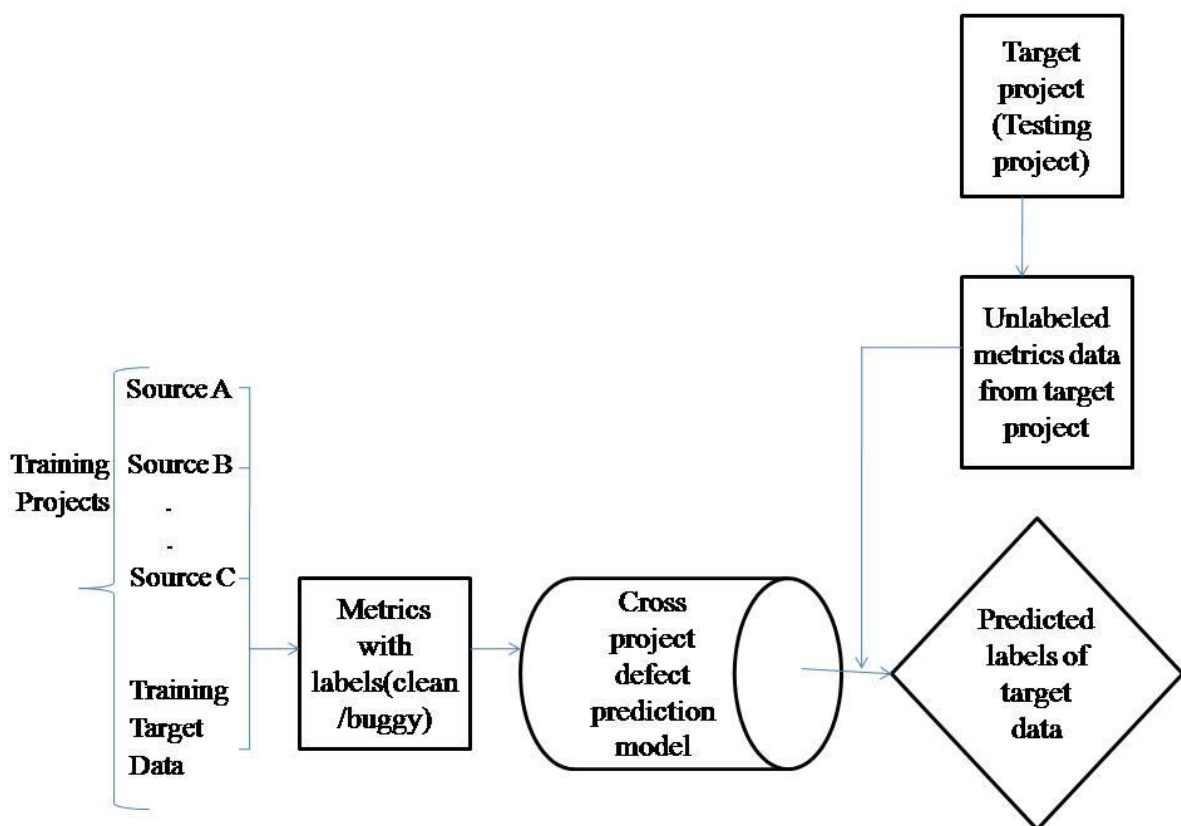 Target
project
(Testing
project)
Unlabeled
metrics data
from target
project
Training
Projects
Source A
Source B
.
.
Source C
Training
Target
Data
Metrics
with
labels(clean
/buggy)
Cross
project
defect
prediction
model
Predicted
labels of
target
data